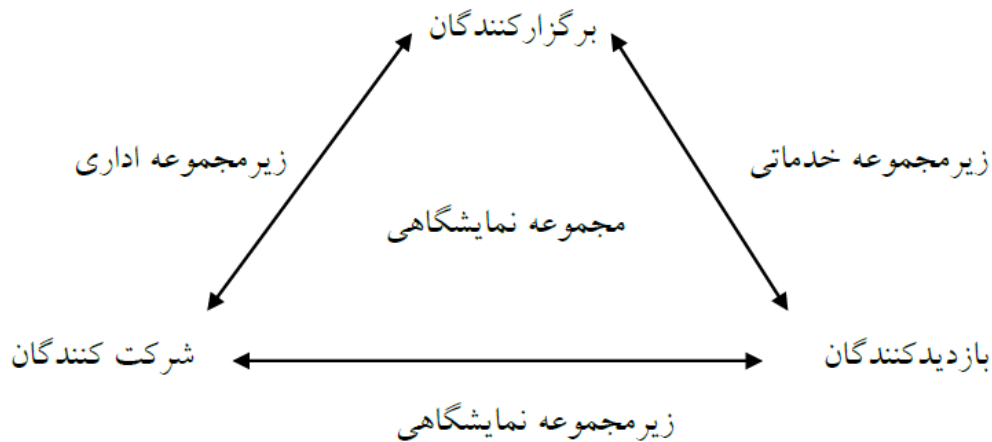 برگزارکنندگان
زیرمجموعه خدماتی
زیرمجموعه اداری
مجموعه نمایشگاهی
بازدیدکنندگان
شرکت کنندگان
زیرمجموعه نمایشگاهی